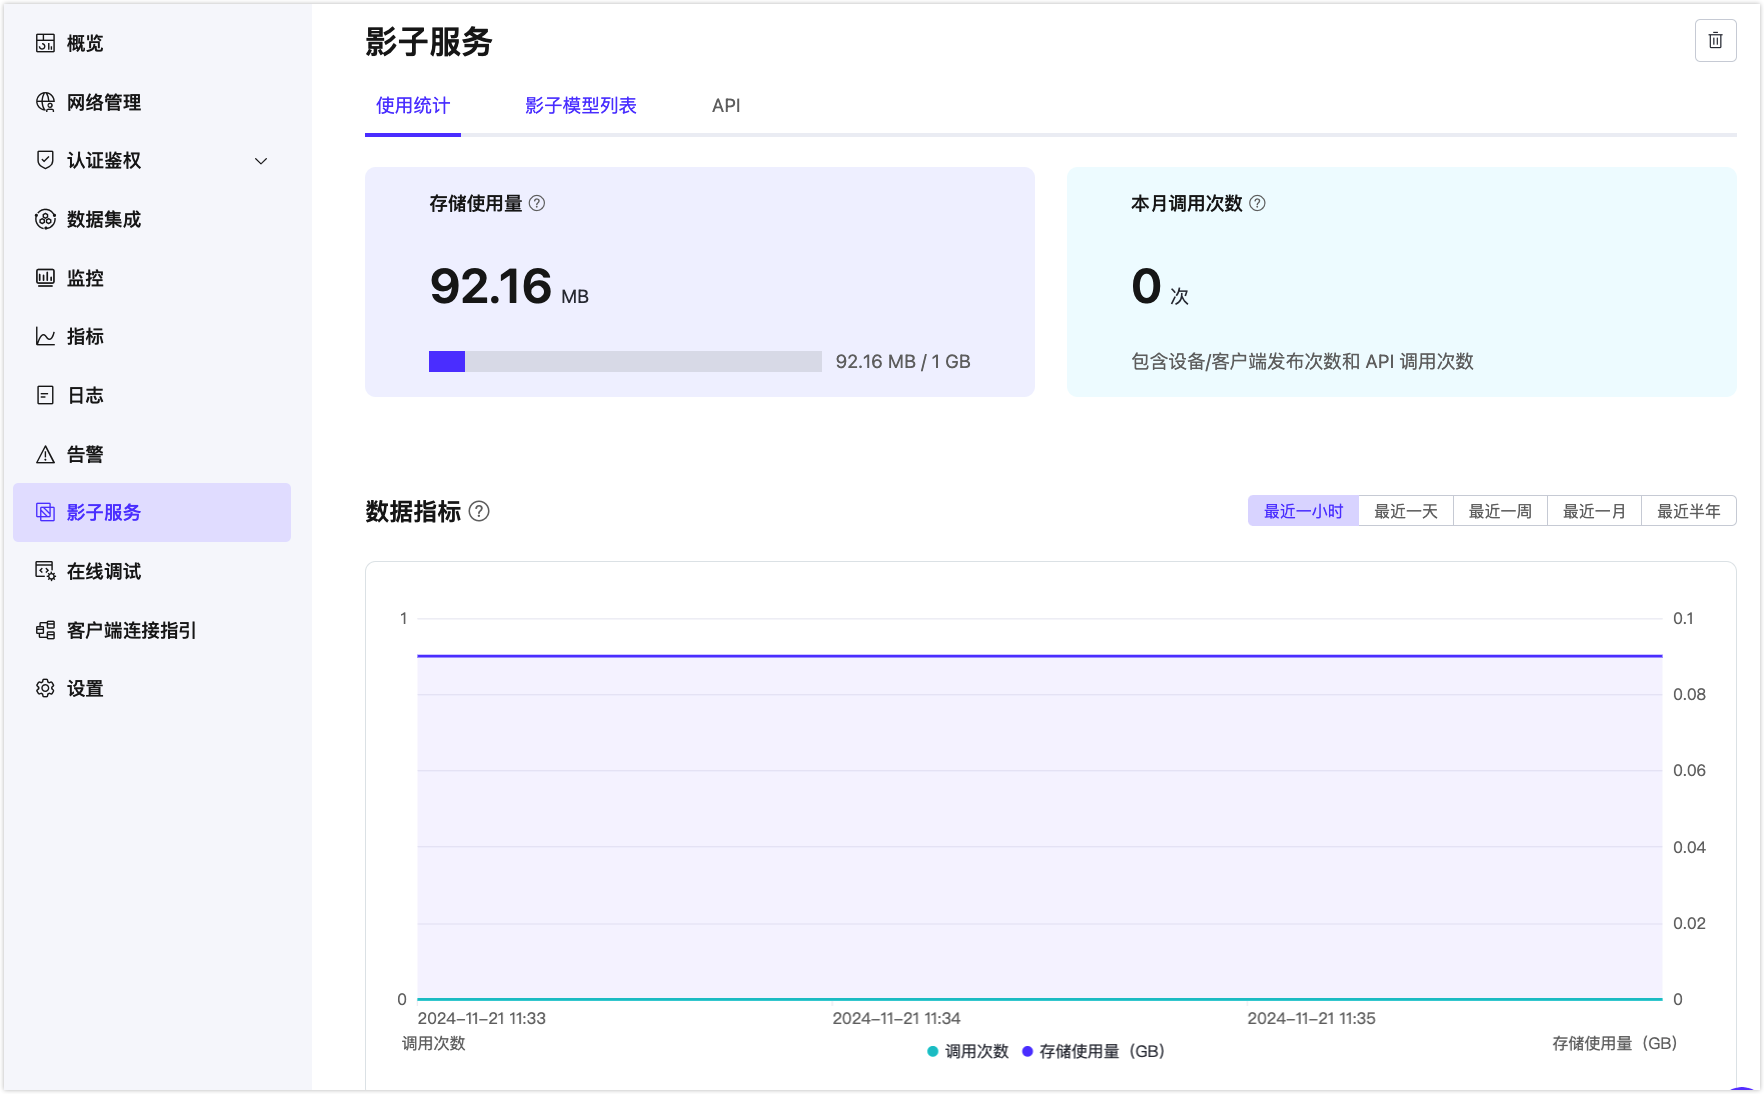 概览
网络管理
认证鉴权
数据集成
监控
指标
日志
告警
影子服务
在线调试
客户端连接指引
设置
影子服务
使用统计 影子模型列表 API
存储使用量
92.16 MB
92.16 MB / 1 GB
本月调用次数
0 次
包含设备/客户端发布次数和 API 调用次数
数据指标
最近一小时 最近一天 最近一周 最近一月 最近半年
1
0
0.1
0.08
0.06
0.04
0.02
0
2024-11-21 11:33 2024-11-21 11:34 2024-11-21 11:35
调用次数
存储使用量（GB)
调用次数 存储使用量（GB)